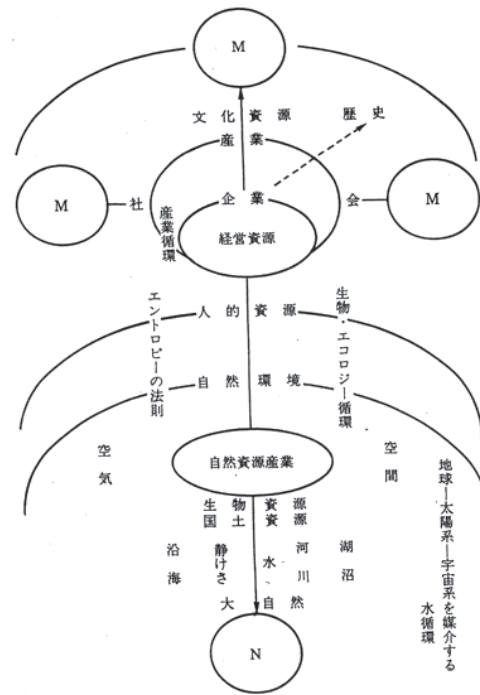 M
文化資源
歴史
産業
M
社
会
M
企業
産業循環
経営資源
エントロピーの法則
人的資源
生物・エコロジー循環
自然環境
空気
空間
自然資源産業
地球―太陽系―宇宙系を媒介する
水循環
生物資源
国土資源
沿海
静けさ
水・
河川
湖沼
大自然
N